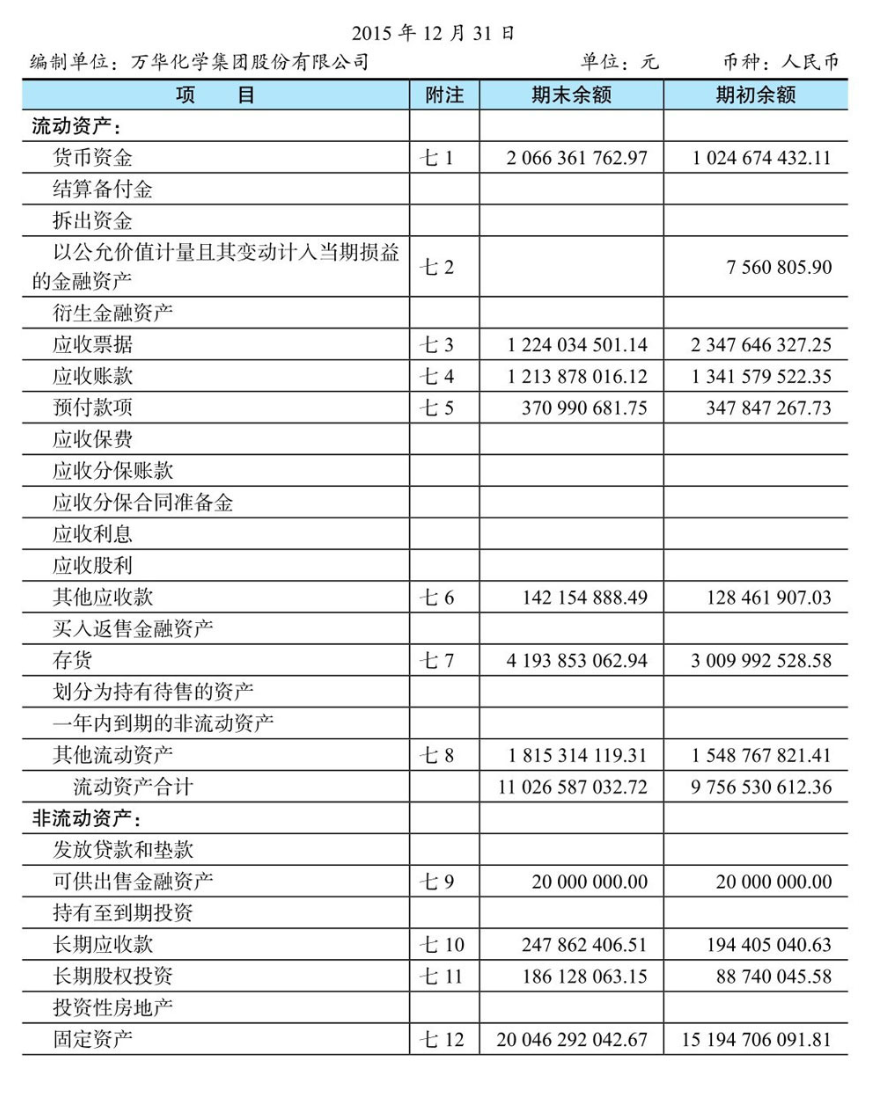 2015 年 12 月 31 日
编制单位：万华化学集团股份有限公司 单位：元 币种：人民币
项 目 附注 期末余额 期初余额
流动资产：
货币资金 七 1 2 066 361 762.97 1 024 674 432.11
结算备付金
拆出资金
以公允价值计量且其变动计入当期损益
的金融资产 七 2 7 560 805.90
衍生金融资产
应收票据 七 3 1 224 034 501.14 2 347 646 327.25
应收账款 七 4 1 213 878 016.12 1 341 579 522.35
预付款项 七 5 370 990 681.75 347 847 267.73
应收保费
应收分保账款
应收分保合同准备金
应收利息
应收股利
其他应收款 七 6 142 154 888.49 128 461 907.03
买入返售金融资产
存货 七 7 4 193 853 062.94 3 009 992 528.58
划分为持有待售的资产
一年内到期的非流动资产
其他流动资产 七 8 1 815 314 119.31 1 548 767 821.41
流动资产合计 11 026 587 032.72 9 756 530 612.36
非流动资产：
发放贷款和垫款
可供出售金融资产 七 9 20 000 000.00 20 000 000.00
持有至到期投资
长期应收款 七 10 247 862 406.51 194 405 040.63
长期股权投资 七 11 186 128 063.15 88 740 045.58
投资性房地产
固定资产 七 12 20 046 292 042.67 15 194 706 091.81